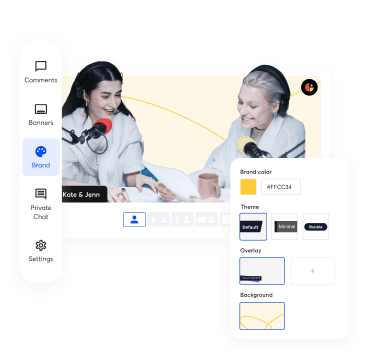 Comments
Banners
Brand
Private
Chat
Settings
Kate & Jenn
Brand color
#FFCC34
Theme
Default
Minimal
Bubble
Overlay
+
Background